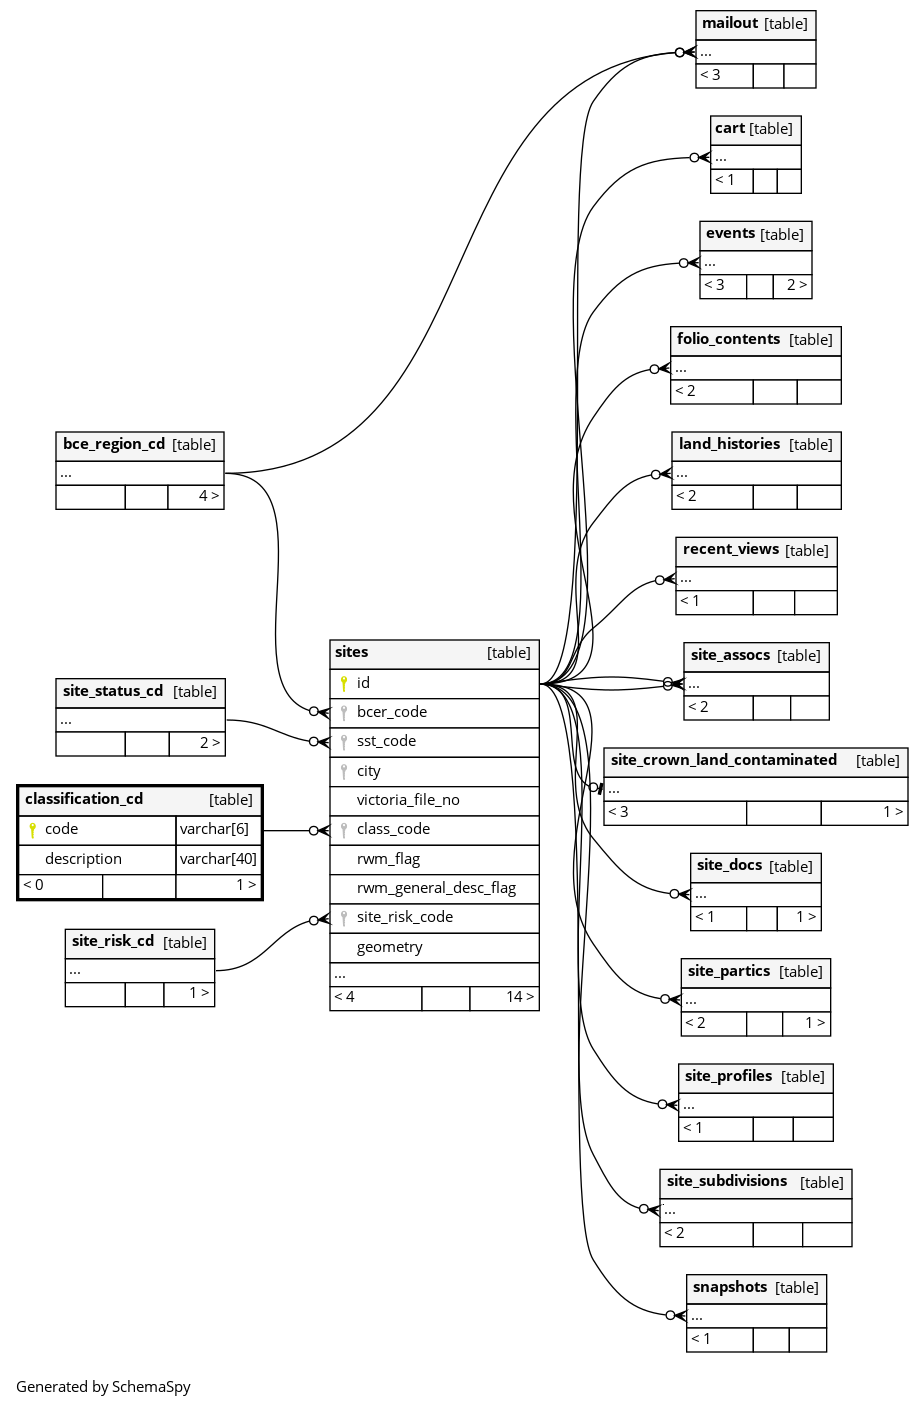 mailout [table]
...
< 3
cart [table]
...
< 1
events [table]
...
< 3 2 >
folio_contents [table]
...
< 2
bce_region_cd [table]
...
4 >
land_histories [table]
...
< 2
recent_views [table]
...
< 1
sites [table]
id
bcer_code
sst_code
city
victoria_file_no
class_code
rwm_flag
rwm_general_desc_flag
site_risk_code
geometry
...
< 4 14 >
site_status_cd [table]
...
2 >
classification_cd [table]
code varchar[6]
description varchar[40]
< 0 1 >
site_risk_cd [table]
...
1 >
site_assocs [table]
...
< 2
site_crown_land_contaminated [table]
...
< 3 1 >
site_docs [table]
...
< 1 1 >
site_partics [table]
...
< 2 1 >
site_profiles [table]
...
< 1
site_subdivisions [table]
...
< 2
snapshots [table]
...
< 1
Generated by SchemaSpy